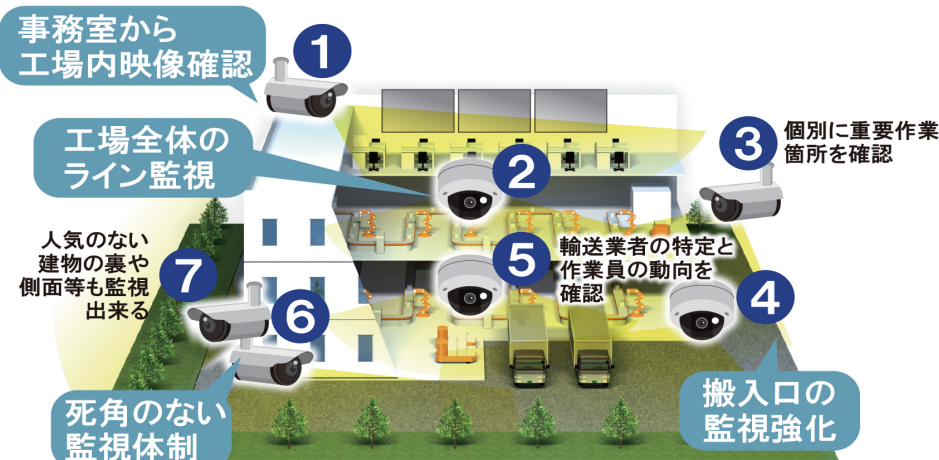 事務室から
工場内映像確認
1
工場全体の
ライン監視
2
3
個別に重要作業
箇所を確認
人気のない
建物の裏や
側面等も監視
出来る
7
6
5
輸送業者の特定と
作業員の動向を
確認
4
死角のない
監視体制
搬入口の
監視強化